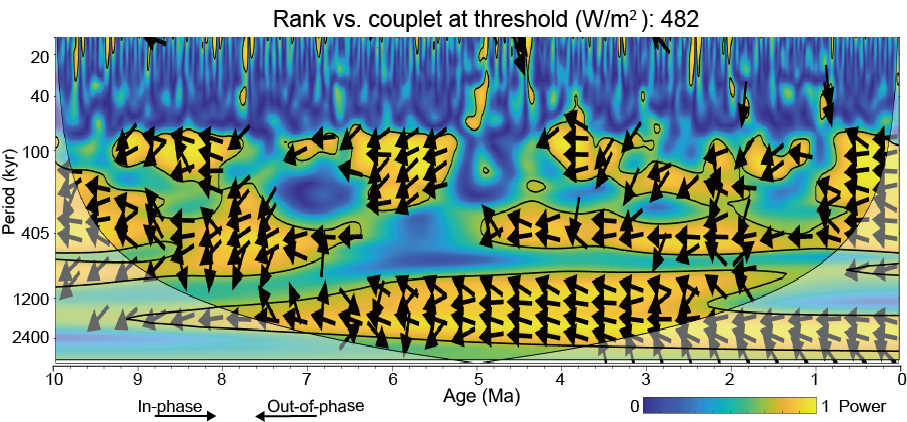 Rank vs. couplet at threshold (W/m²): 482
Period (kyr)
20
40
100
405
1200
2400
10 9 8 7 6 5 4 3 2 1 0
Age (Ma)
In-phase Out-of-phase
0 1 Power